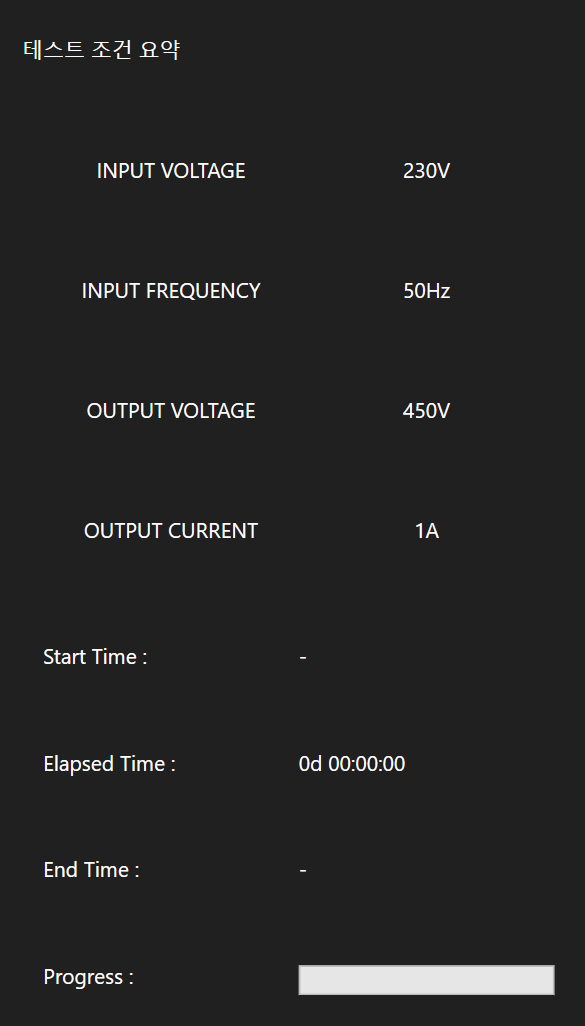 테스트 조건 요약
INPUT VOLTAGE 230V
INPUT FREQUENCY 50Hz
OUTPUT VOLTAGE 450V
OUTPUT CURRENT 1A
Start Time : -
Elapsed Time : 0d 00:00:00
End Time : -
Progress :